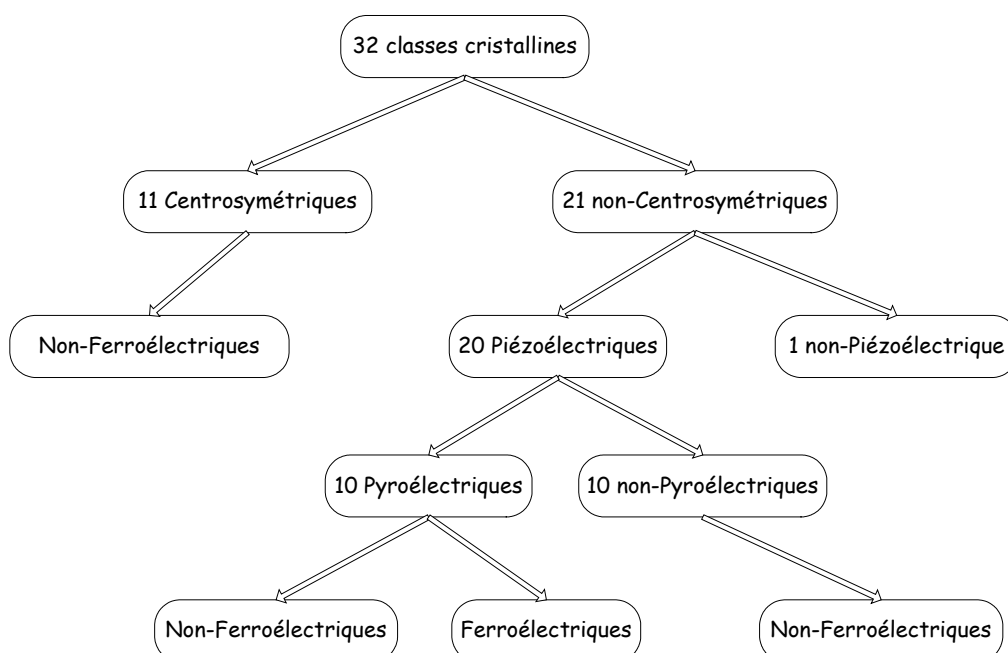 32 classes cristallines
11 Centrosymétriques
21 non-Centrosymétriques
Non-Ferroélectriques
20 Piézoélectriques
1 non-Piézoélectrique
10 Pyroélectriques
10 non-Pyroélectriques
Non-Ferroélectriques
Ferroélectriques
Non-Ferroélectriques